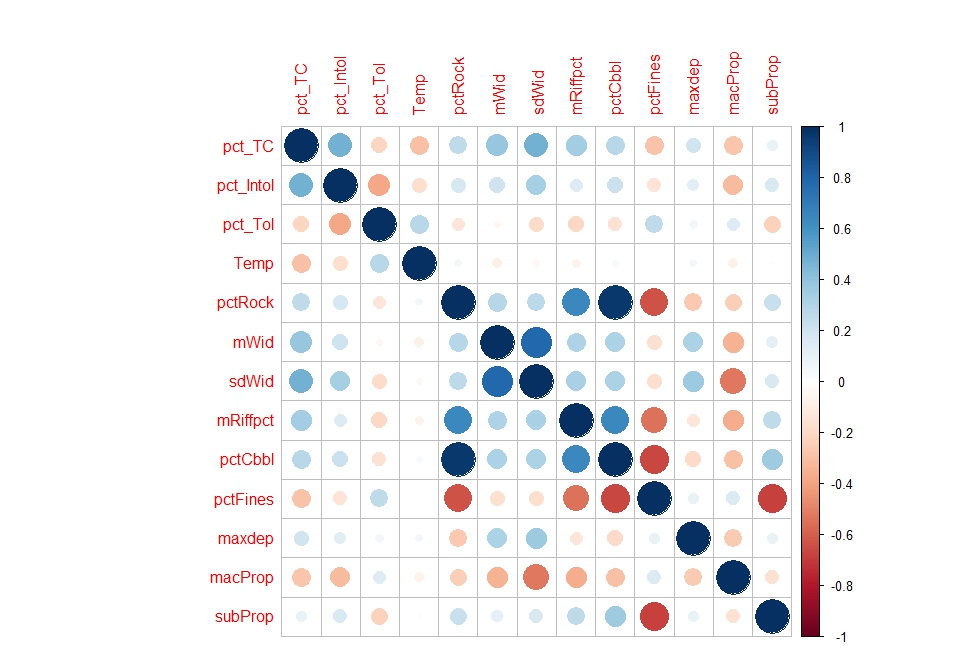 pct_TC
pct_Intol
pct_Tol
Temp
pctRock
mWid
sdWid
mRiffpct
pctCbbl
pctFines
maxdep
macProp
subProp
pct_TC
pct_Intol
pct_Tol
Temp
pctRock
mWid
sdWid
mRiffpct
pctCbbl
pctFines
maxdep
macProp
subProp
1
0.8
0.6
0.4
0.2
0
-0.2
-0.4
-0.6
-0.8
-1